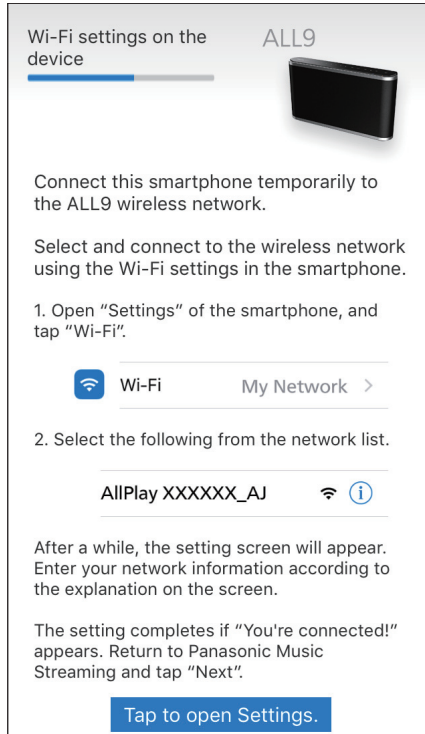 Wi-Fi settings on the
device
ALL9
Connect this smartphone temporarily to
the ALL9 wireless network.
Select and connect to the wireless network
using the Wi-Fi settings in the smartphone.
1. Open “Settings” of the smartphone, and
tap “Wi-Fi”.
Wi-Fi My Network >
2. Select the following from the network list.
AllPlay XXXXXX_AJ i
After a while, the setting screen will appear.
Enter your network information according to
the explanation on the screen.
The setting completes if “You're connected!”
appears. Return to Panasonic Music
Streaming and tap “Next”.
Tap to open Settings.